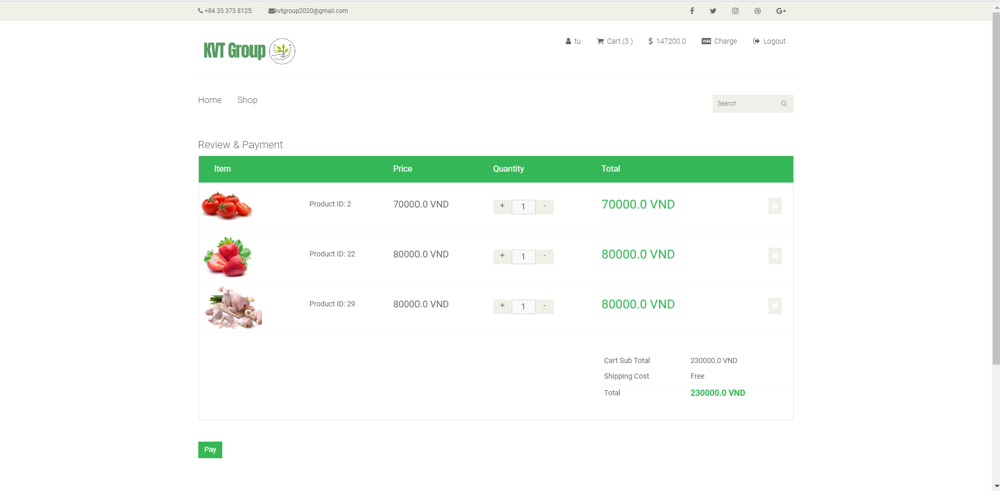 +84 35 373 8125 kvtgroup2020@gmail.com
KVT Group
tu Cart (3 ) $ 147200.0 VISA Charge Logout
Home Shop
Search
Review & Payment
Item Price Quantity Total
Product ID: 2 70000.0 VND + 1 - 70000.0 VND
Product ID: 22 80000.0 VND + 1 - 80000.0 VND
Product ID: 29 80000.0 VND + 1 - 80000.0 VND
Cart Sub Total 230000.0 VND
Shipping Cost Free
Total 230000.0 VND
Pay